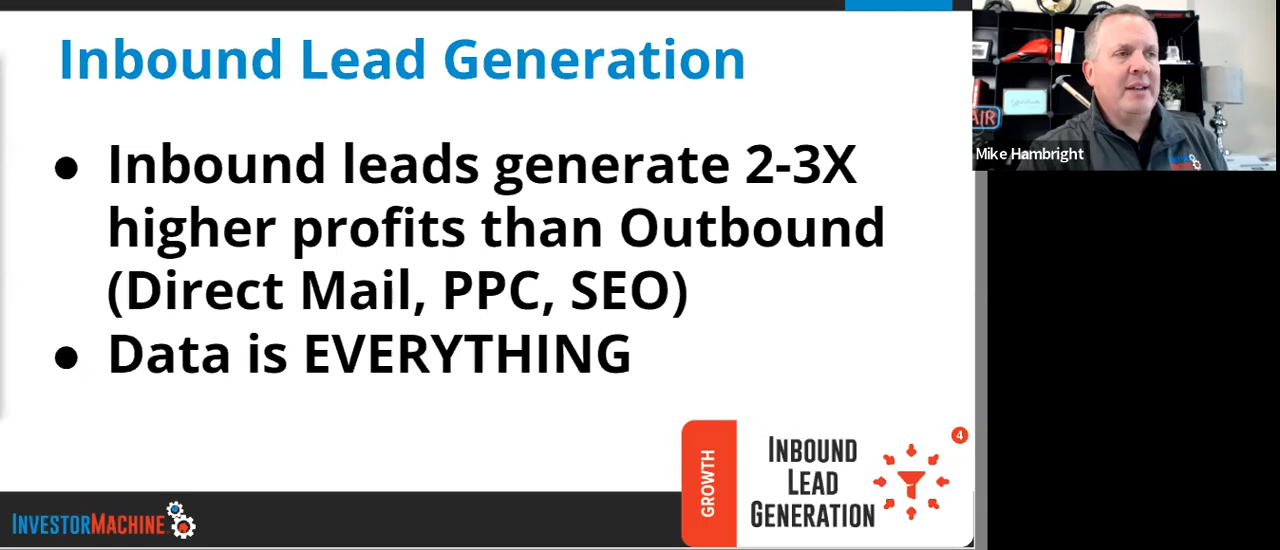 Inbound Lead Generation
● Inbound leads generate 2-3X
higher profits than Outbound
(Direct Mail, PPC, SEO)
● Data is EVERYTHING
Mike Hambright
AIR
GROWTH
INBOUND
LEAD
GENERATION
4
INVESTORMACHINE